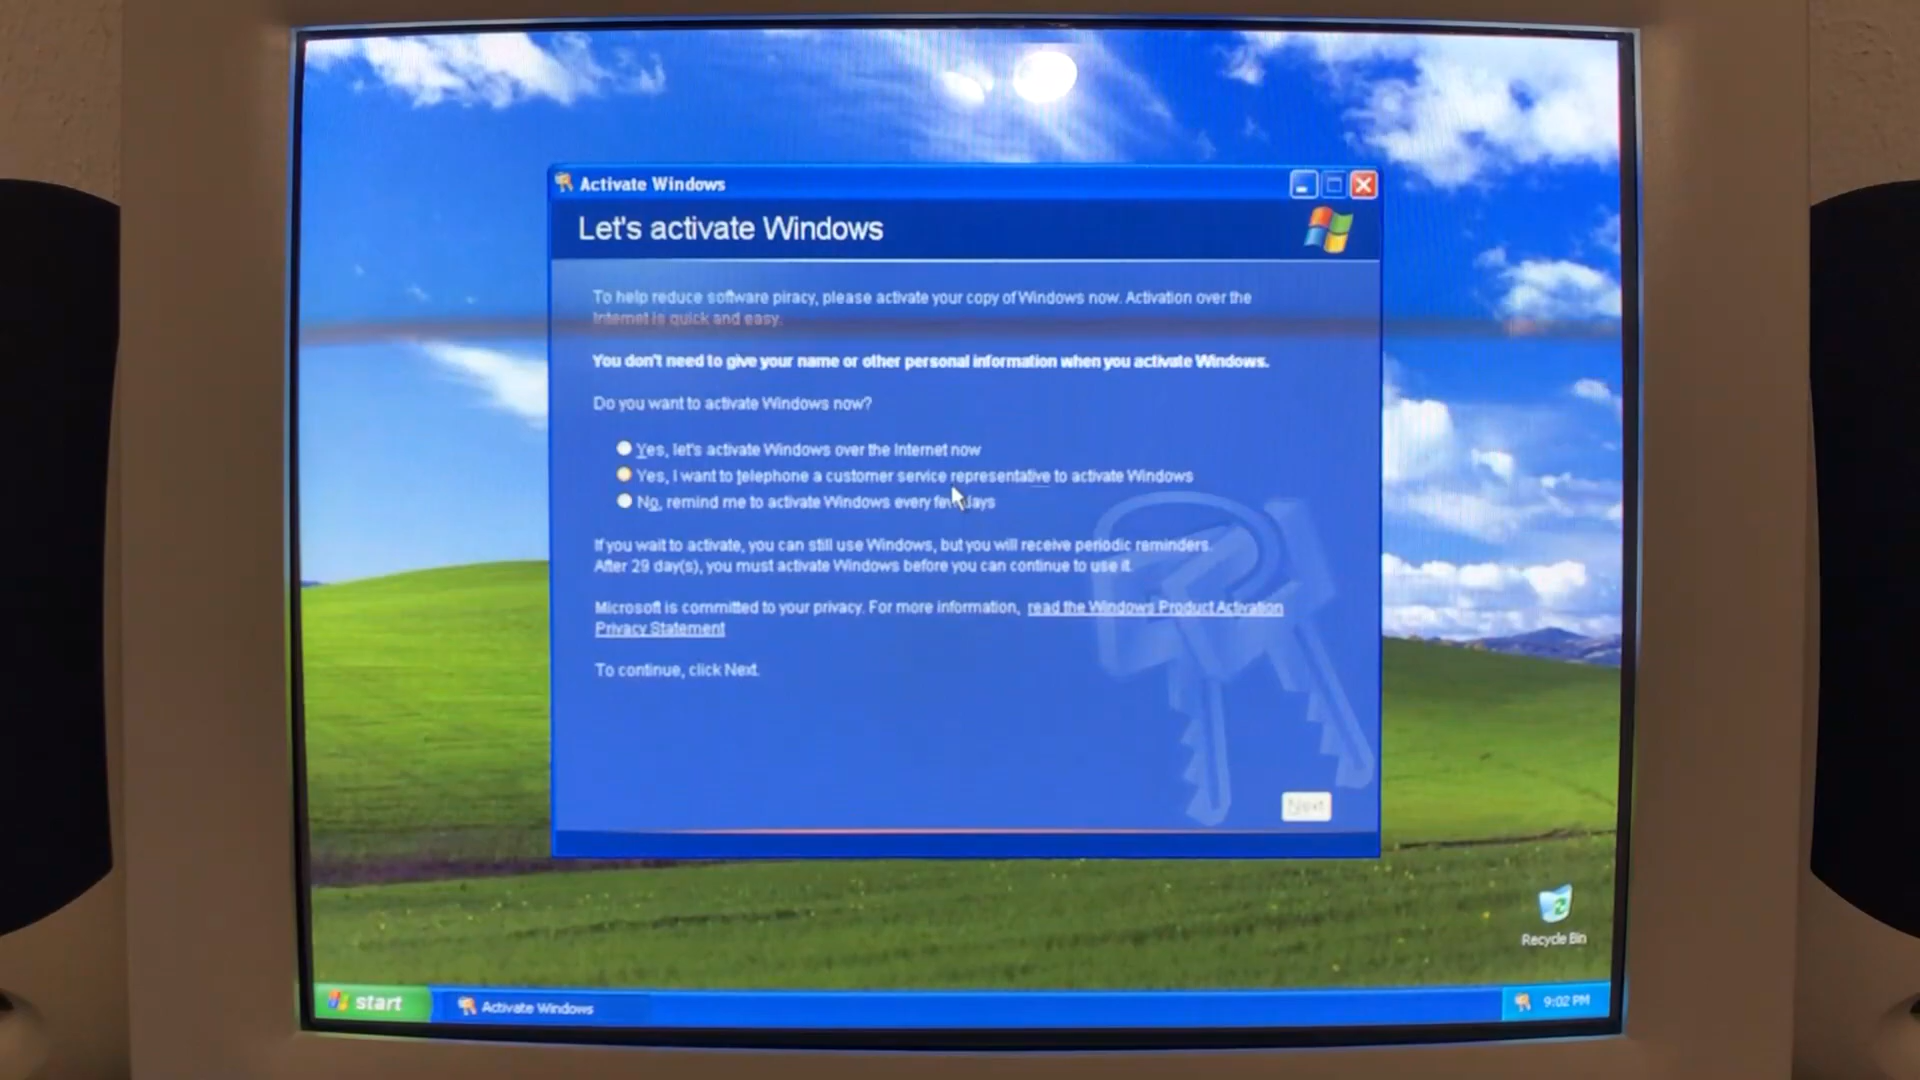 Activate Windows
Let's activate Windows
To help reduce software piracy, please activate your copy of Windows now. Activation over the
Internet is quick and easy.
You don't need to give your name or other personal information when you activate Windows.
Do you want to activate Windows now?
Yes, let's activate Windows over the Internet now
Yes, I want to telephone a customer service representative to activate Windows
No, remind me to activate Windows every few days
If you wait to activate, you can still use Windows, but you will receive periodic reminders.
After 29 day(s), you must activate Windows before you can continue to use it.
Microsoft is committed to your privacy. For more information, read the Windows Product Activation
Privacy Statement
To continue, click Next.
Next
Recycle Bin
start
Activate Windows
9:02 PM